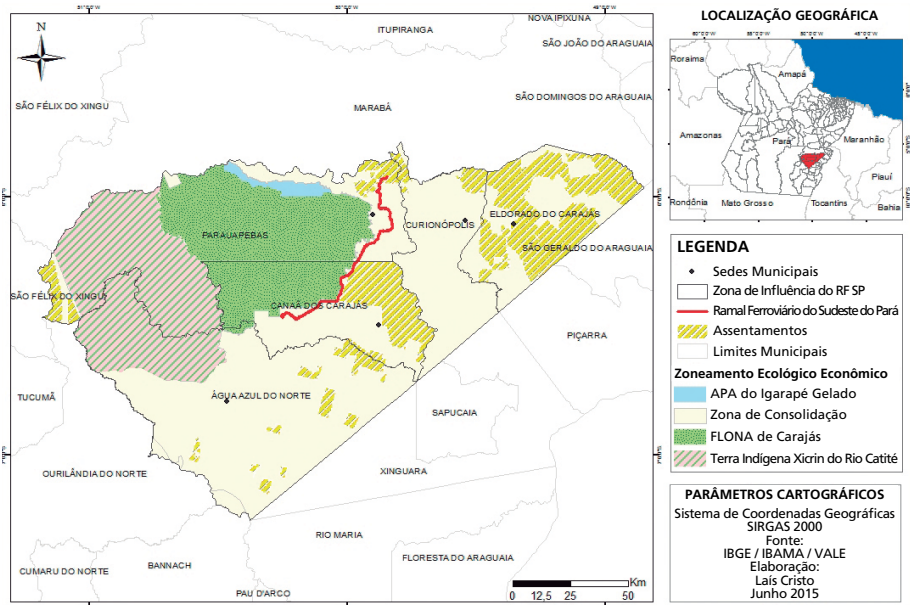 N
NOVA IPIXUNA
ITUPIRANGA
SÃO JOÃO DO ARAGUAIA
SÃO DOMINGOS DO ARAGUAIA
SÃO FÉLIX DO XINGU
MARABÁ
PARAUAPEBAS
CURIONÓPOLIS
ELDORADO DO CARAJÁS
SÃO GERALDO DO ARAGUAIA
SÃO FÉLIX DO XINGU
CANAÃ DOS CARAJÁS
PIÇARRA
TUCUMÃ
ÁGUA AZUL DO NORTE
SAPUCAIA
OURILÂNDIA DO NORTE
XINGUARA
RIO MARIA
BANNACH
FLORESTA DO ARAGUAIA
CUMARU DO NORTE
PAU D'ARCO
Km
0 12,5 25 50
LOCALIZAÇÃO GEOGRÁFICA
Roraima
Amapá
Amazonas
Pará
Maranhão
Piauí
Rondônia
Mato Grosso
Tocantins
Bahia
LEGENDA
Sedes Municipais
Zona de Influência do RF SP
Ramal Ferroviário do Sudeste do Pará
Assentamentos
Limites Municipais
Zoneamento Ecológico Econômico
APA do Igarapé Gelado
Zona de Consolidação
FLONA de Carajás
Terra Indígena Xicrin do Rio Catité
PARÂMETROS CARTOGRÁFICOS
Sistema de Coordenadas Geográficas
SIRGAS 2000
Fonte:
IBGE / IBAMA / VALE
Elaboração:
Laís Cristo
Junho 2015